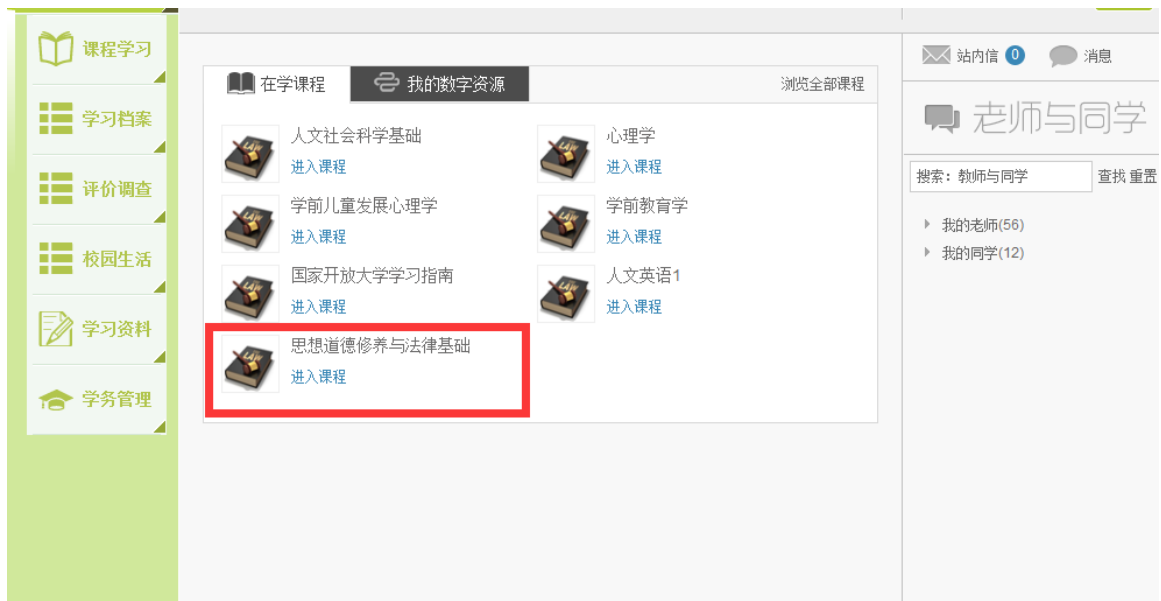 课程学习
学习档案
评价调查
校园生活
学习资料
学务管理
在学课程 我的数字资源 浏览全部课程
人文社会科学基础 心理学
进入课程 进入课程
学前儿童发展心理学 学前教育学
进入课程 进入课程
国家开放大学学习指南 人文英语1
进入课程 进入课程
思想道德修养与法律基础
进入课程
站内信 0 消息
老师与同学
搜索：教师与同学 查找 重置
我的老师(56)
我的同学(12)